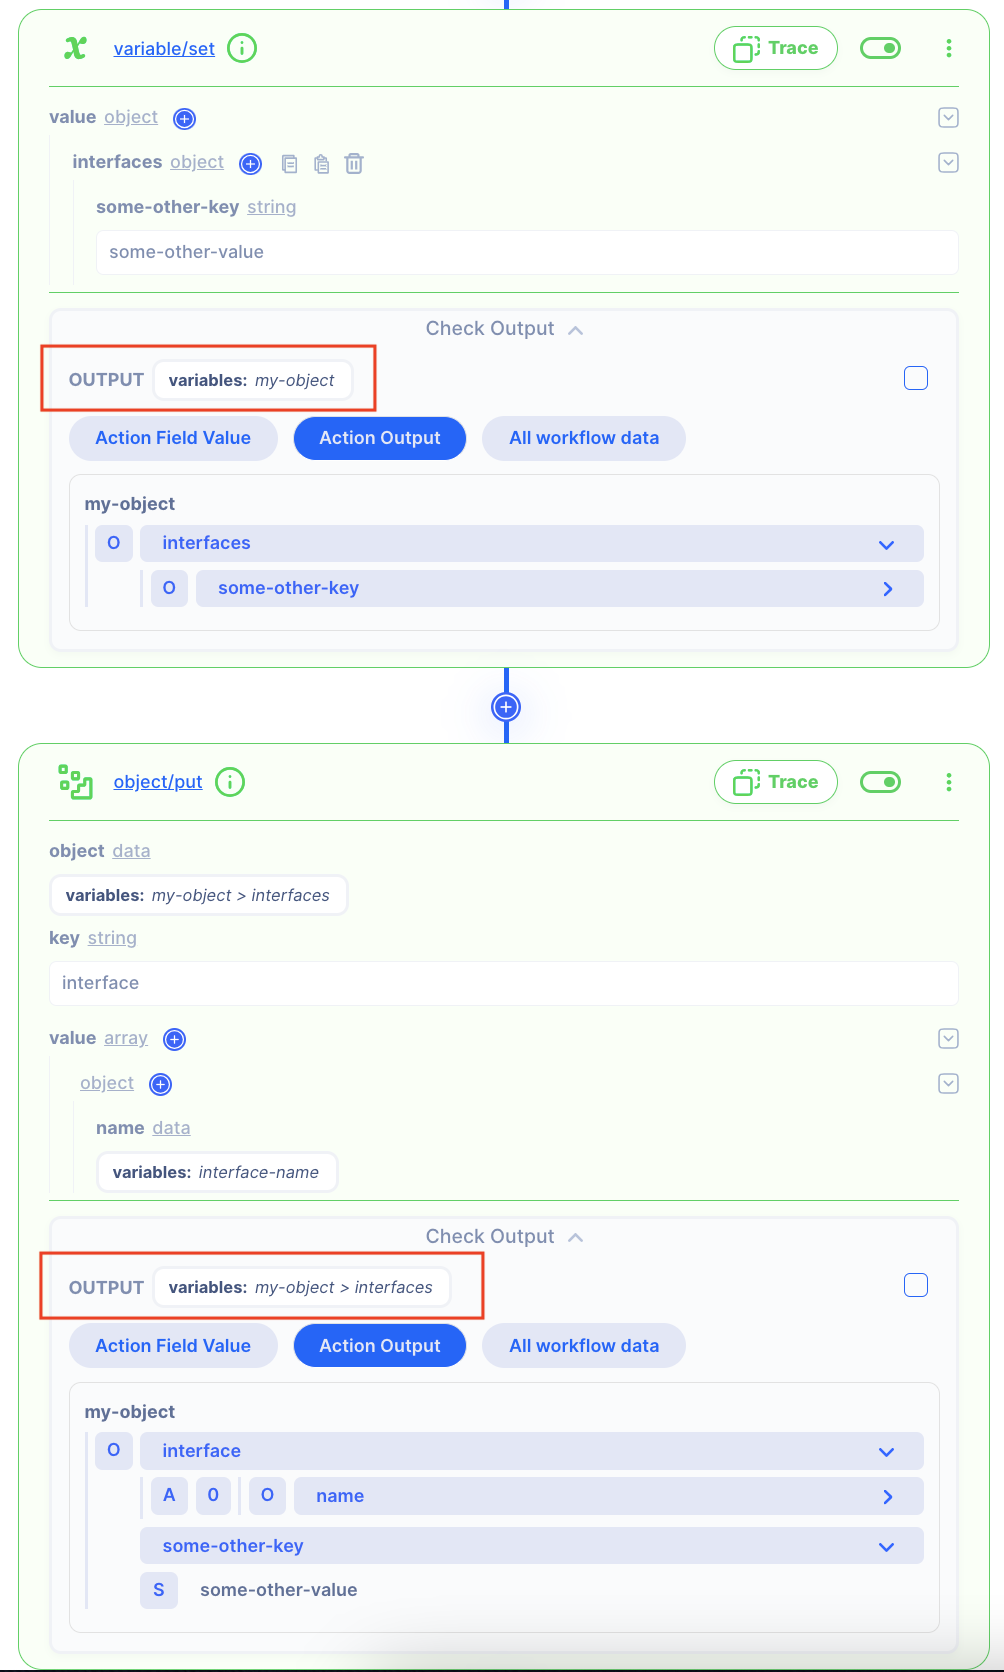 variable/set Trace
value object
interfaces object
some-other-key string
some-other-value
Check Output
OUTPUT variables: my-object
Action Field Value Action Output All workflow data
my-object
O interfaces
O some-other-key
object/put Trace
object data
variables: my-object > interfaces
key string
interface
value array
object
name data
variables: interface-name
Check Output
OUTPUT variables: my-object > interfaces
Action Field Value Action Output All workflow data
my-object
O interface
A 0 O name
some-other-key
S some-other-value